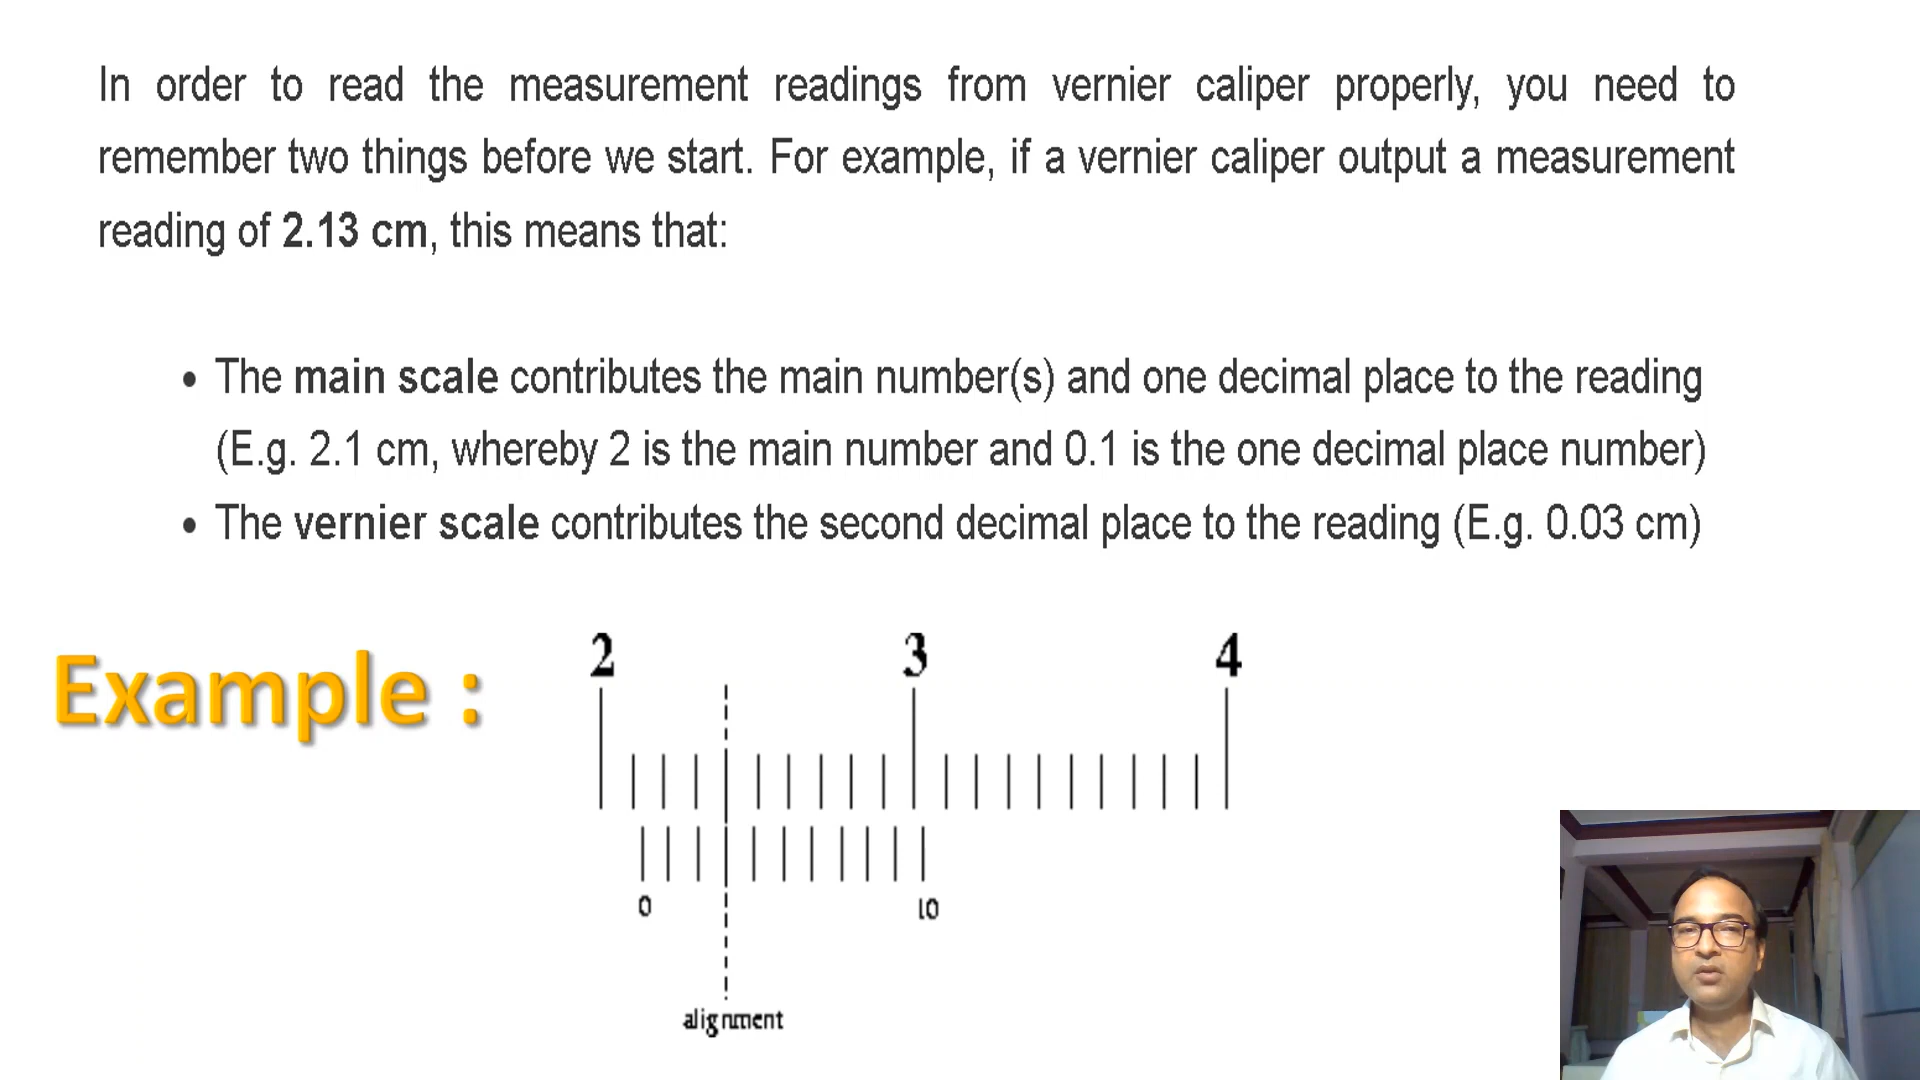 In order to read the measurement readings from vernier caliper properly, you need to
remember two things before we start. For example, if a vernier caliper output a measurement
reading of 2.13 cm, this means that:
• The main scale contributes the main number(s) and one decimal place to the reading
(E.g. 2.1 cm, whereby 2 is the main number and 0.1 is the one decimal place number)
• The vernier scale contributes the second decimal place to the reading (E.g. 0.03 cm)
Example :
2 3 4
0 10
alignment